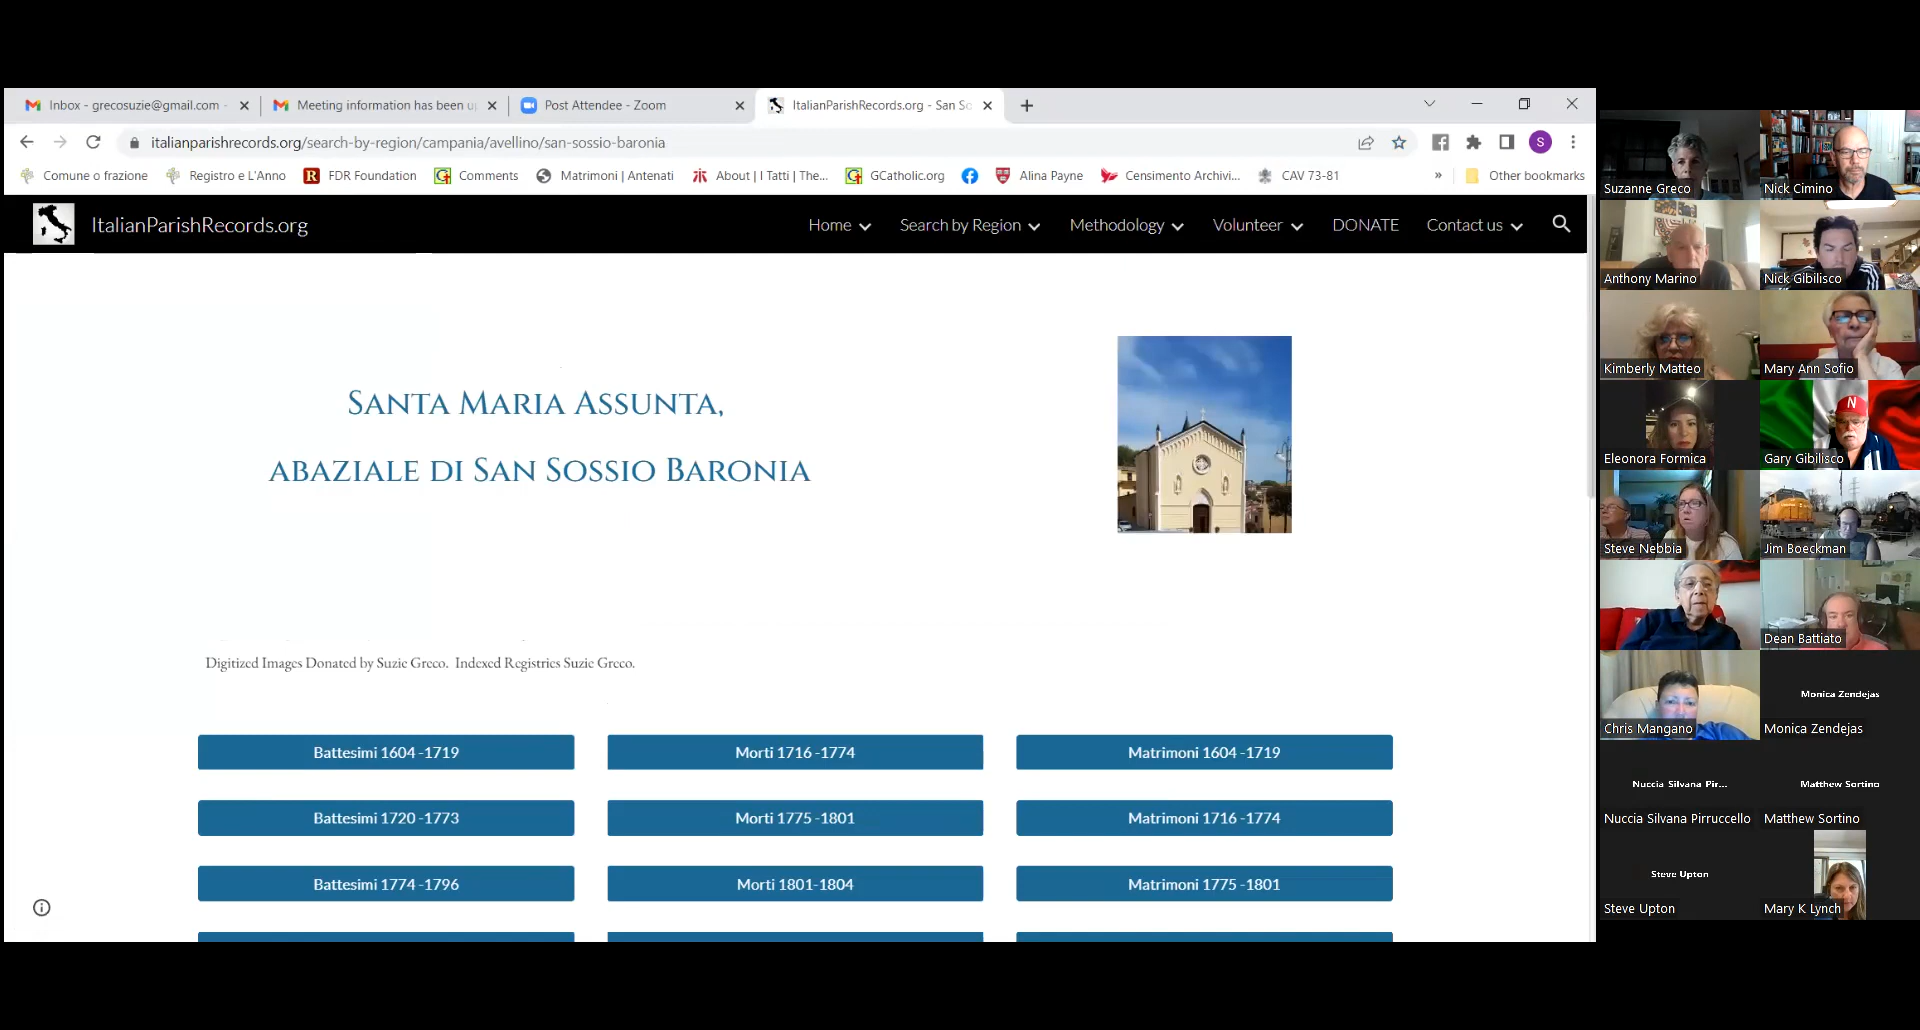 Inbox - grecosuzie@gmail.com -
Meeting information has been u
Post Attendee - Zoom
ItalianParishRecords.org - San So
italianparishrecords.org/search-by-region/campania/avellino/san-sossio-baronia
S
Comune o frazione
Registro e L'Anno
R
FDR Foundation
Comments
Matrimoni | Antenati
About | I Tatti | The...
GCatholic.org
Alina Payne
Censimento Archivi...
CAV 73-81
»
Other bookmarks
ItalianParishRecords.org
Home
Search by Region
Methodology
Volunteer
DONATE
Contact us
Santa Maria Assunta,
abaziale di San Sossio Baronia
Digitized Images Donated by Suzie Greco. Indexed Registries Suzie Greco.
Battesimi 1604 -1719
Morti 1716 -1774
Matrimoni 1604 -1719
Battesimi 1720 -1773
Morti 1775 -1801
Matrimoni 1716 -1774
Battesimi 1774 -1796
Morti 1801-1804
Matrimoni 1775 -1801
Suzanne Greco
Nick Cimino
Anthony Marino
Nick Gibilisco
Kimberly Matteo
Mary Ann Sofio
Eleonora Formica
N
Gary Gibilisco
Steve Nebbia
Jim Boeckman
Dean Battiato
Chris Mangano
Monica Zendejas
Monica Zendejas
Nuccia Silvana Pir...
Nuccia Silvana Pirruccello
Matthew Sortino
Matthew Sortino
Steve Upton
Steve Upton
Mary K Lynch